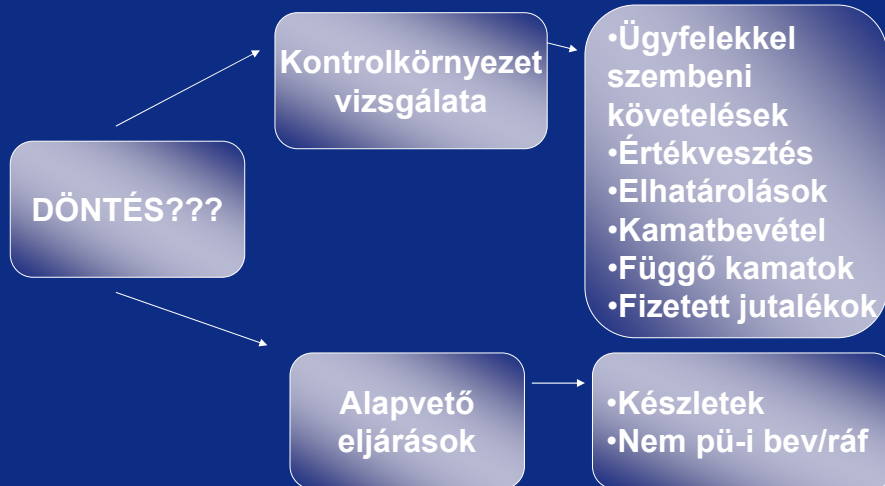 DÖNTÉS???
Kontrolkörnyezet
vizsgálata
•Ügyfelekkel
szembeni
követelések
•Értékvesztés
•Elhatárolások
•Kamatbevétel
•Függő kamatok
•Fizetett jutalékok
Alapvető
eljárások
•Készletek
•Nem pü-i bev/ráf